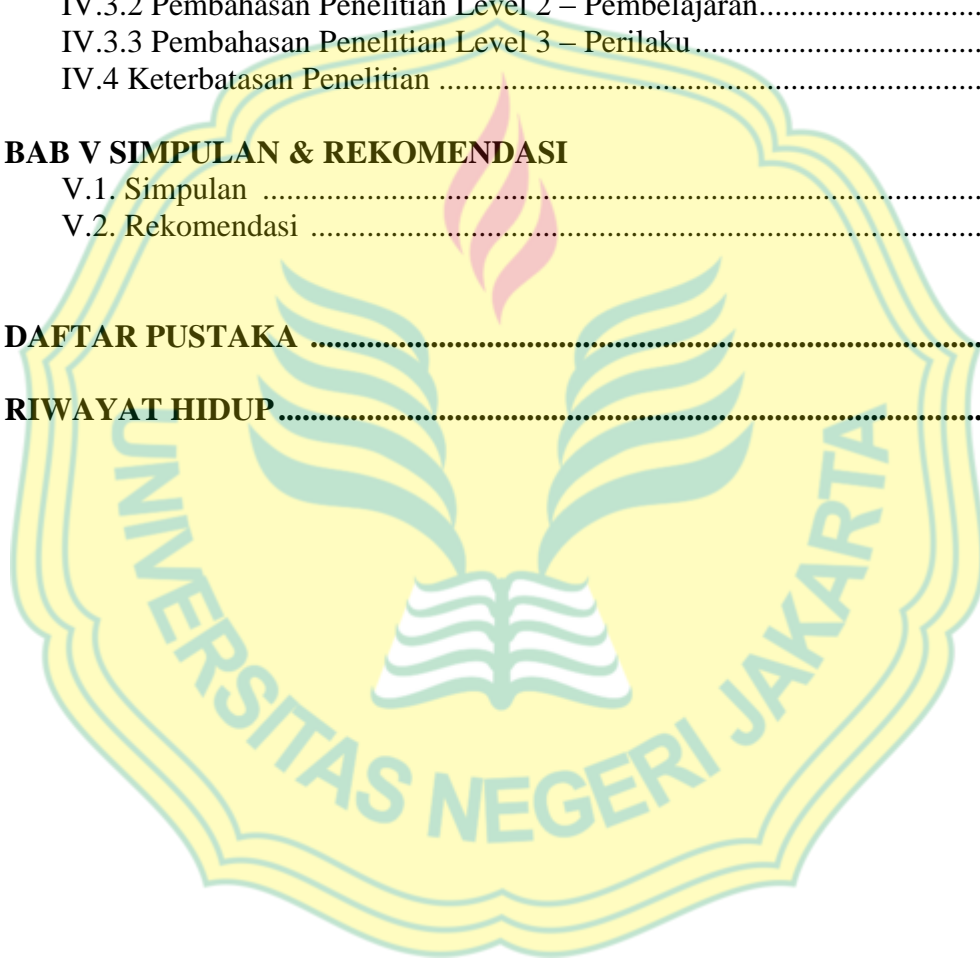 IV.3.2 Pembahasan Penelitian Level 2 – Pembelajaran....................................
IV.3.3 Pembahasan Penelitian Level 3 – Perilaku ............................................
IV.4 Keterbatasan Penelitian ............................................................................
BAB V SIMPULAN & REKOMENDASI
V.1. Simpulan ...................................................................................................
V.2. Rekomendasi ............................................................................................
DAFTAR PUSTAKA ......................................................................................
RIWAYAT HIDUP .........................................................................................
UNIVERSITAS NEGERI JAKARTA